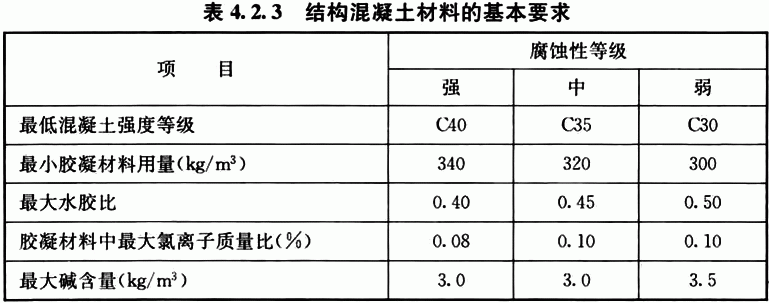 表 4.2.3 结构混凝土材料的基本要求
项 目 腐蚀性等级
强 中 弱
最低混凝土强度等级 C40 C35 C30
最小胶凝材料用量(kg/m³) 340 320 300
最大水胶比 0.40 0.45 0.50
胶凝材料中最大氯离子质量比(%) 0.08 0.10 0.10
最大碱含量(kg/m³) 3.0 3.0 3.5